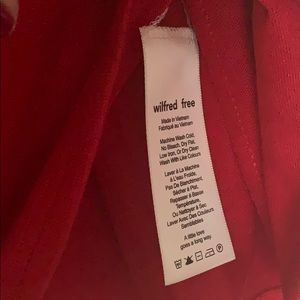 wilfred free
Made in Vietnam
Fabriqué au Vietnam
Machine Wash Cold,
No Bleach, Dry Flat,
Low Iron, Or Dry Clean
Wash With Like Colours
Laver À La Machine
À L'eau Froide,
Pas De Blanchiment,
Sécher À Plat,
Repasser À Basse
Température,
Ou Nettoyer À Sec
Laver Avec Des Couleurs
Semblables
A little love
goes a long way.